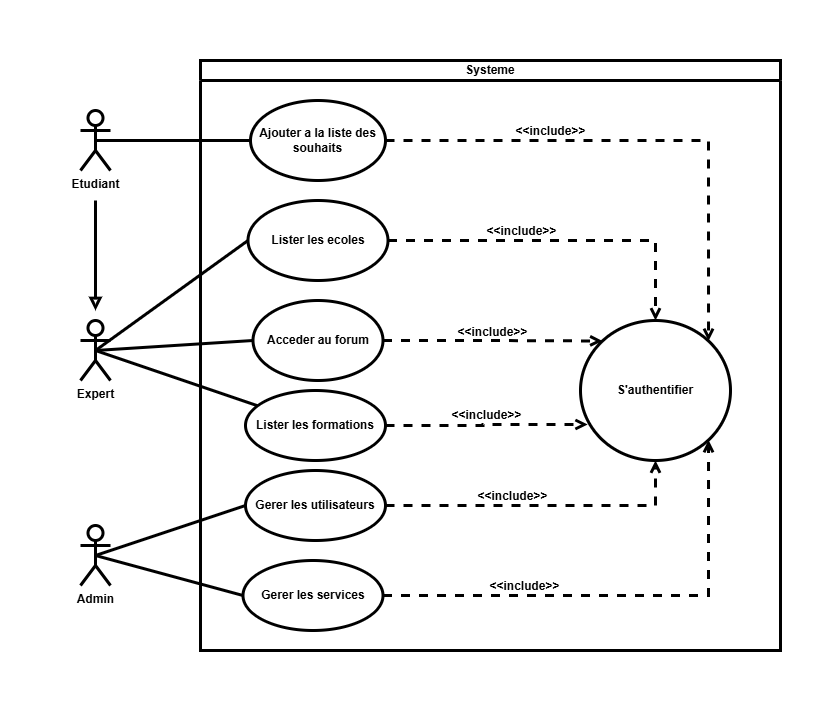 Systeme
Etudiant
Ajouter a la liste des
souhaits
<<include>>
Lister les ecoles
<<include>>
Expert
Acceder au forum
<<include>>
Lister les formations
<<include>>
S'authentifier
Admin
Gerer les utilisateurs
<<include>>
Gerer les services
<<include>>